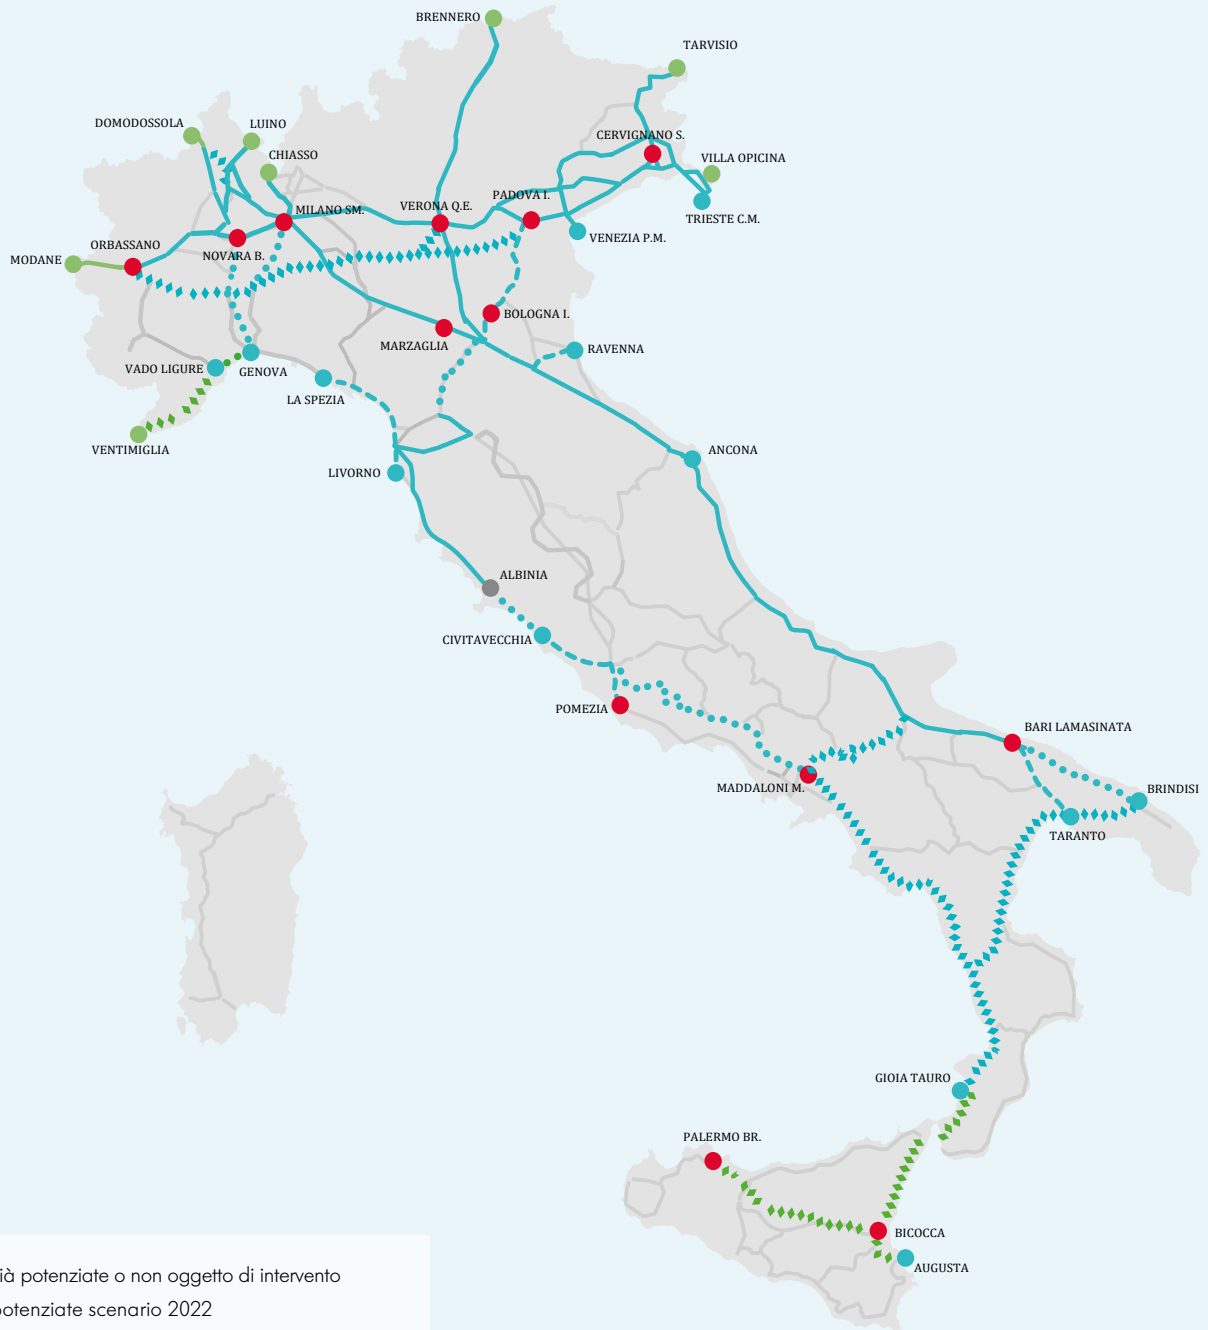 BRENNERO
TARVISIO
DOMODOSSOLA
LUINO
CERVIGNANO S.
CHIASSO
VILLA OPICINA
PADOVA I.
MILANO SM.
VERONA Q.E.
TRIESTE C.M.
VENEZIA P.M.
ORBASSANO
MODANE
NOVARA B.
BOLOGNA I.
MARZAGLIA
RAVENNA
VADO LIGURE
GENOVA
LA SPEZIA
VENTIMIGLIA
ANCONA
LIVORNO
ALBINIA
CIVITAVECCHIA
POMEZIA
BARI LAMASINATA
MADDALONI M.
BRINDISI
TARANTO
GIOIA TAURO
PALERMO BR.
BICOCCA
AUGUSTA
ià potenziate o non oggetto di intervento
potenziate scenario 2022